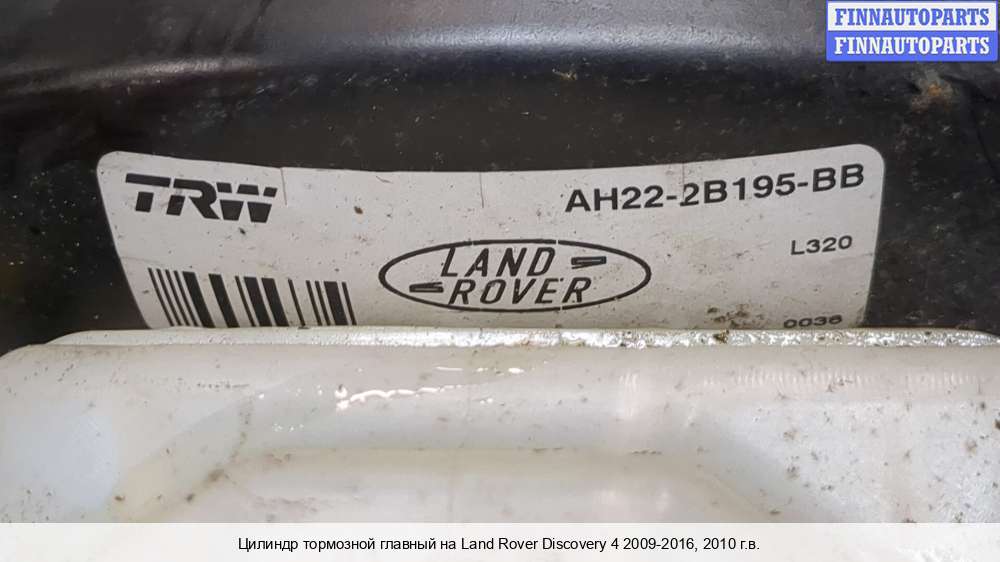 FINNAUTOPARTS
FINNAUTOPARTS
TRW
AH22-2B195-BB
L320
LAND
ROVER
0036
Цилиндр тормозной главный на Land Rover Discovery 4 2009-2016, 2010 г.в.